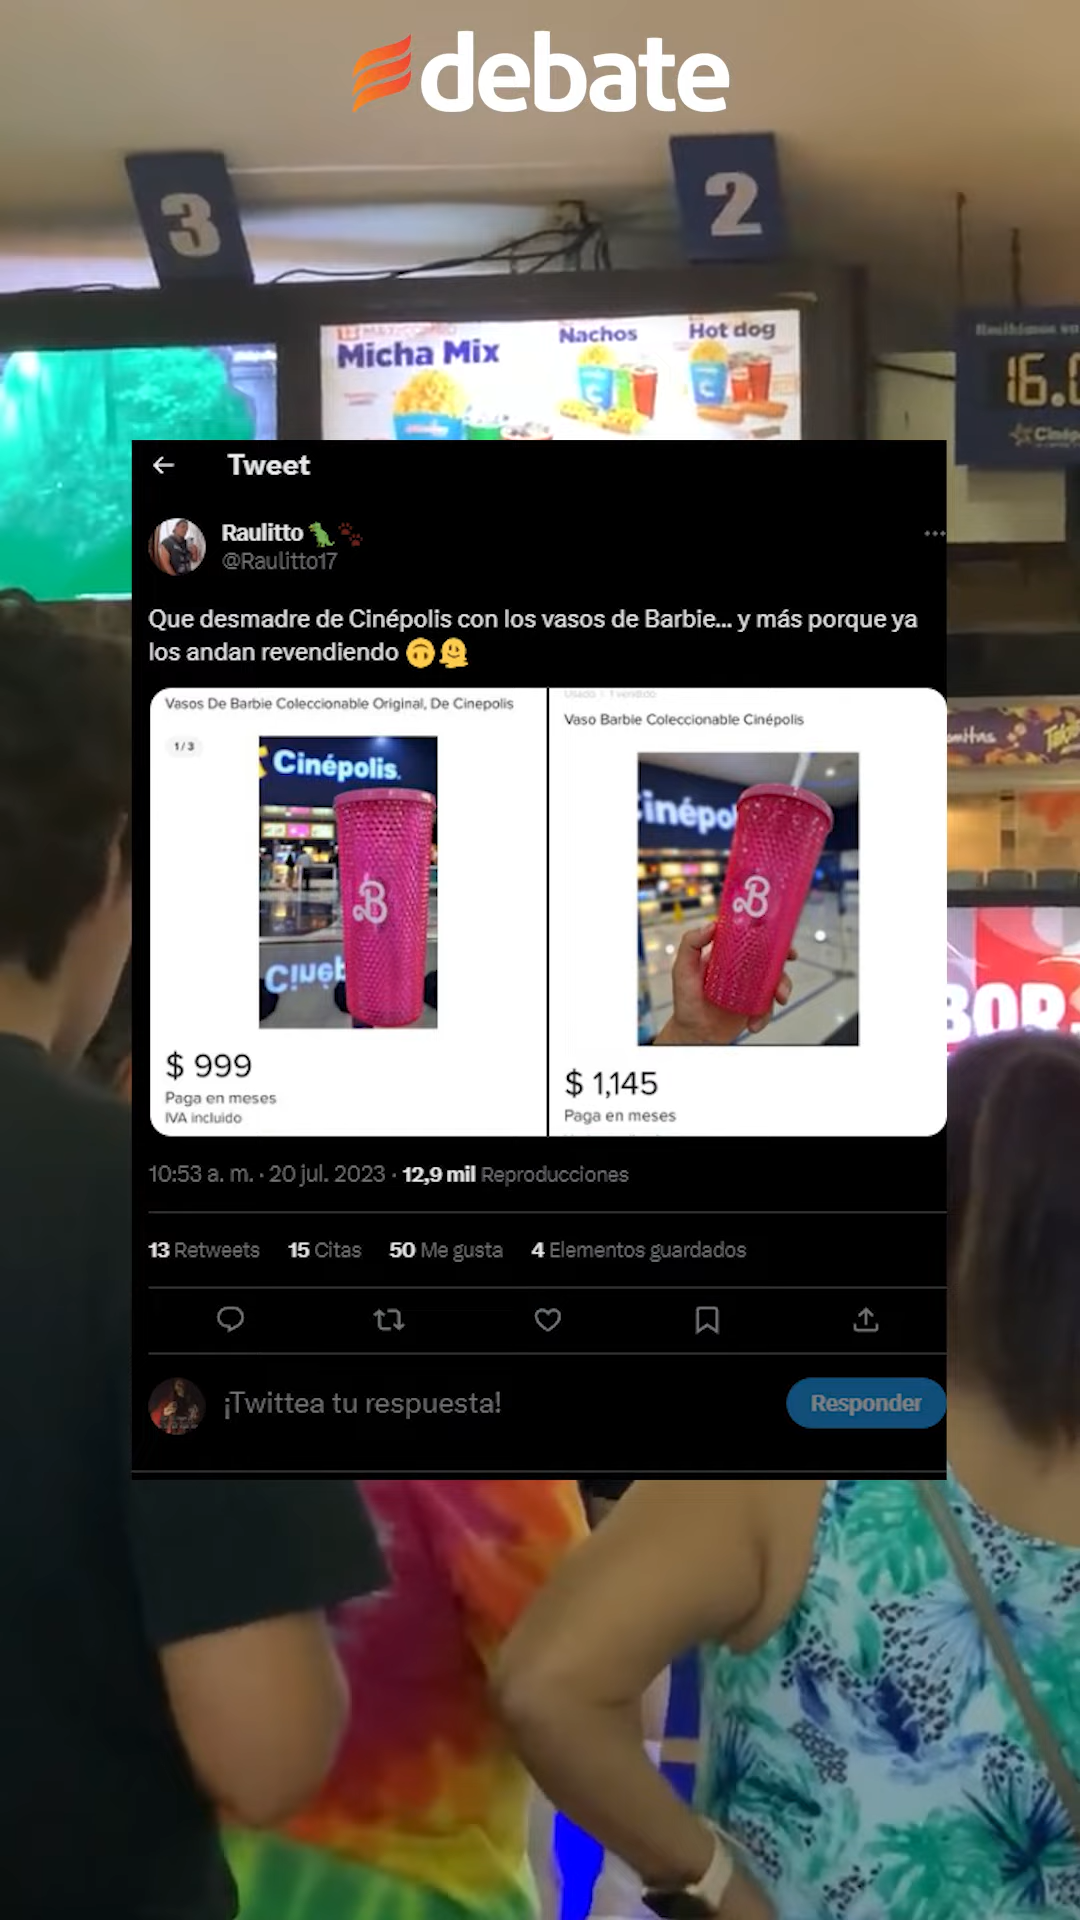 debate
3
2
Micha Mix
Nachos
Hot dog
16.0
Tweet
Raulitto
@Raulitto17
Que desmadre de Cinépolis con los vasos de Barbie... y más porque ya
los andan revendiendo
Vasos De Barbie Coleccionable Original, De Cinepolis
1/3
Cinépolis.
B
$ 999
Paga en meses
IVA incluido
Usado | 1 vendido
Vaso Barbie Coleccionable Cinépolis
inépol
B
$ 1,145
Paga en meses
10:53 a. m. · 20 jul. 2023 · 12,9 mil Reproducciones
13 Retweets 15 Citas 50 Me gusta 4 Elementos guardados
¡Twittea tu respuesta!
Responder